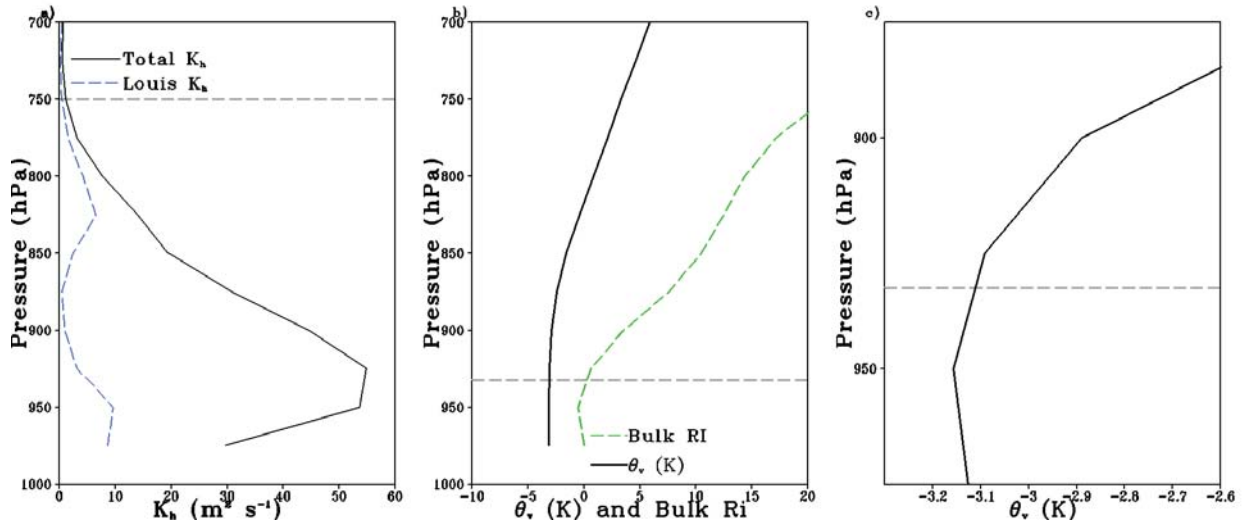 a)
b)
c)
700
750
800
850
900
950
1000
Pressure (hPa)
Total Kₕ
Louis Kₕ
0 10 20 30 40 50 60
Kₕ (m² s⁻¹)
700
750
800
850
900
950
1000
Pressure (hPa)
Bulk RI
θᵥ (K)
-10 -5 0 5 10 15 20
θᵥ (K) and Bulk Ri
900
950
Pressure (hPa)
-3.2 -3.1 -3 -2.9 -2.8 -2.7 -2.6
θᵥ (K)